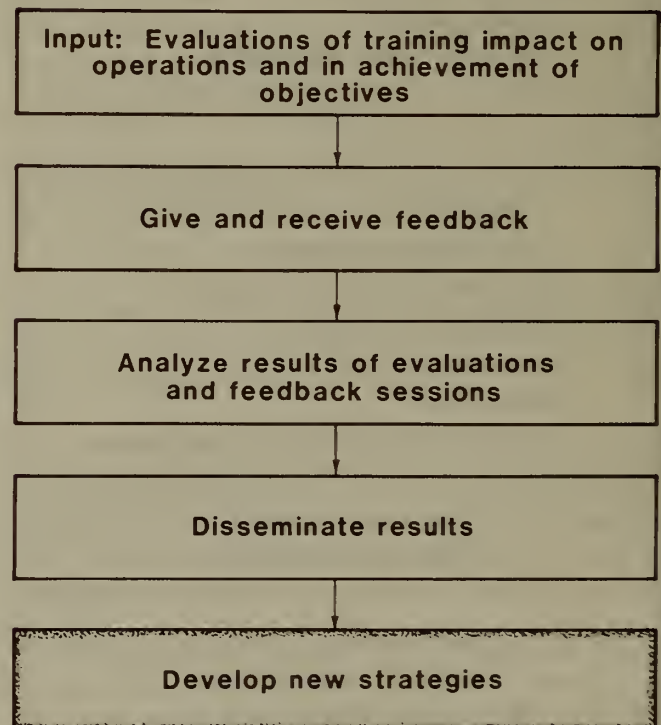 Input: Evaluations of training impact on
operations and in achievement of
objectives
Give and receive feedback
Analyze results of evaluations
and feedback sessions
Disseminate results
Develop new strategies